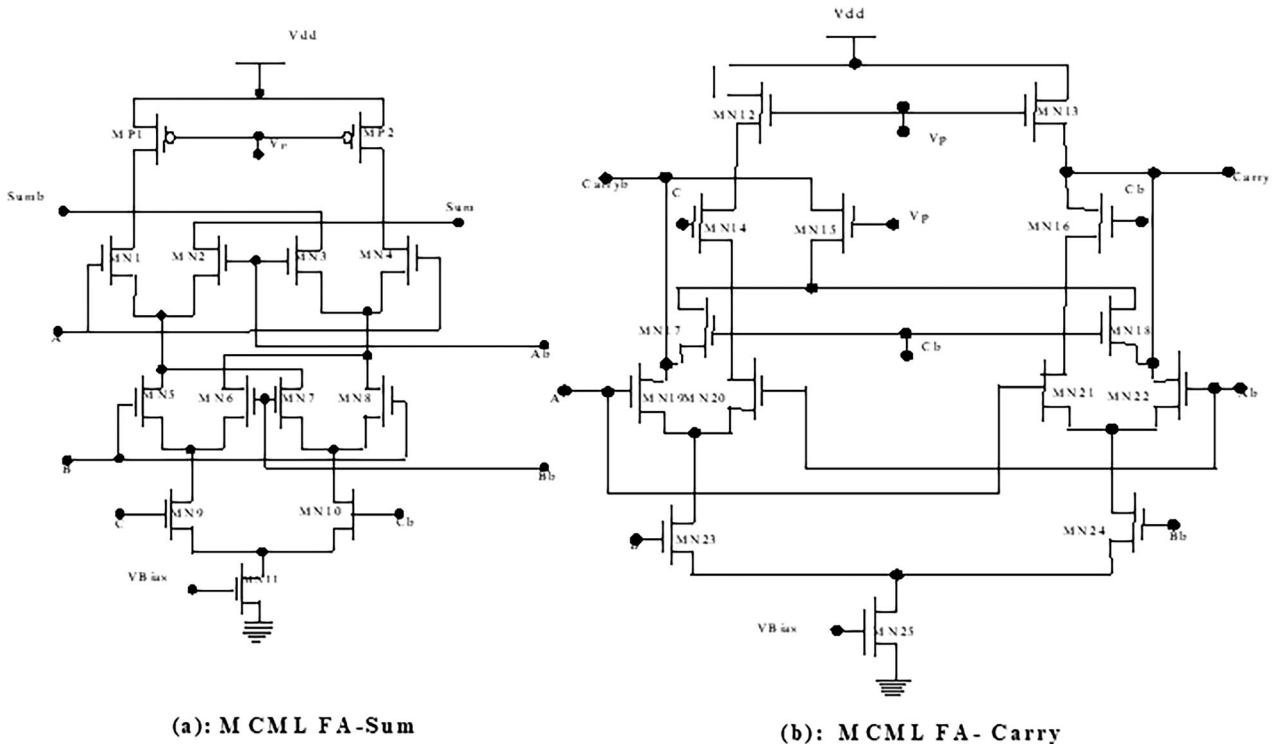 Vdd
MP1
MP2
Sumb
Sum
MN1
MN2
MN3
MN4
A
Ab
MN5
MN6
MN7
MN8
B
Bb
C
MN9
MN10
Cb
VBias
MN11
(a): MCML FA-Sum
Vdd
MN12
MN13
Vp
Carryb
C
Cb
Carry
MN14
MN15
Vp
MN16
MN17
Cb
MN18
A
MN19
MN20
MN21
MN22
Ab
MN23
MN24
Bb
VBias
MN25
(b): MCML FA- Carry